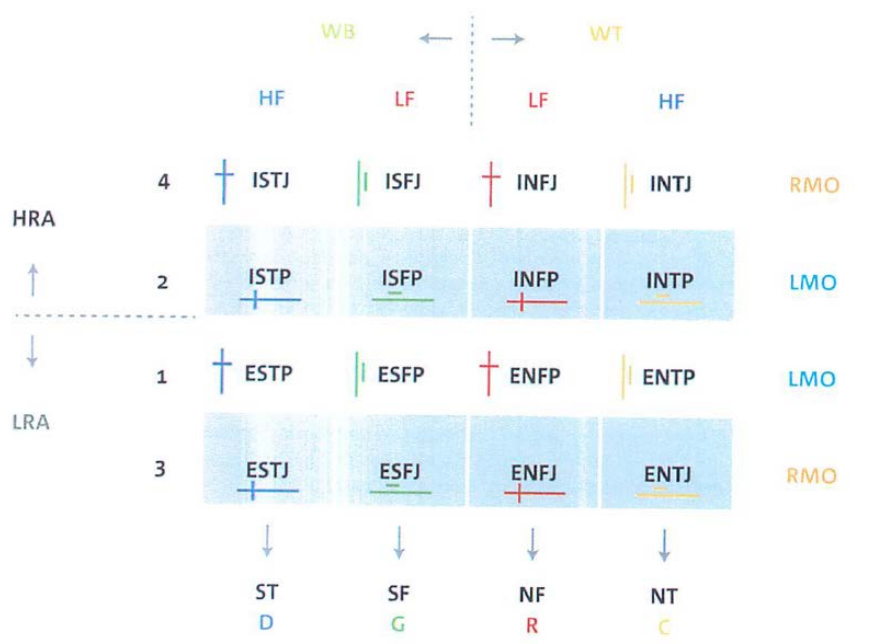 WB WT
HF LF LF HF
4 ISTJ ISFJ INFJ INTJ RMO
HRA
2 ISTP ISFP INFP INTP LMO
1 ESTP ESFP ENFP ENTP LMO
LRA
3 ESTJ ESFJ ENFJ ENTJ RMO
ST SF NF NT
D G R C